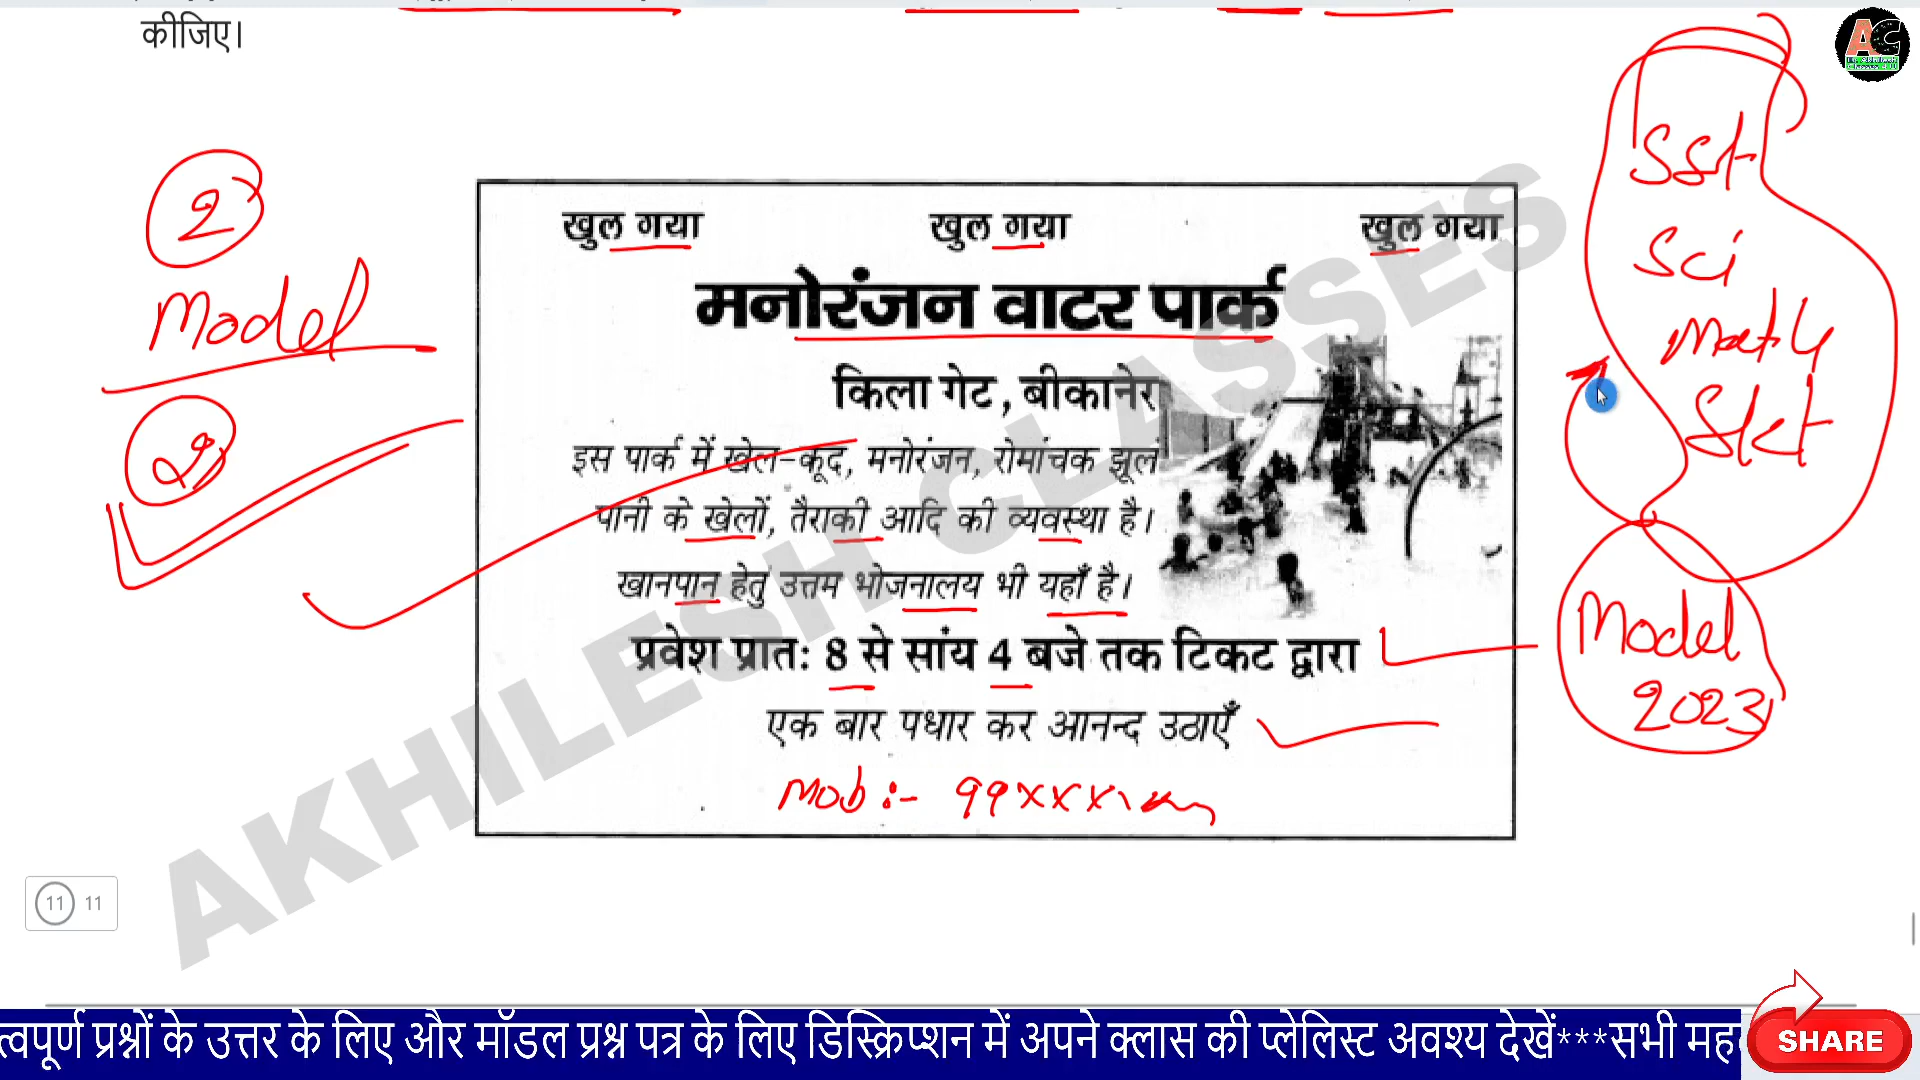 कीजिए।
AC
2
Model
2
खुल गया खुल गया खुल गया
मनोरंजन वाटर पार्क
किला गेट, बीकानेर
इस पार्क में खेल-कूद, मनोरंजन, रोमांचक झूलं
पानी के खेलों, तैराकी आदि की व्यवस्था है।
खानपान हेतु उत्तम भोजनालय भी यहाँ है।
प्रवेश प्रातः 8 से सांय 4 बजे तक टिकट द्वारा
एक बार पधार कर आनन्द उठाएँ
Mob :- 99xxx
Sst
Sci
Math
Skt
Model
2023
AKHILESH CLASSES
11 11
त्वपूर्ण प्रश्नों के उत्तर के लिए और मॉडल प्रश्न पत्र के लिए डिस्क्रिप्शन में अपने क्लास की प्लेलिस्ट अवश्य देखें***सभी मह
SHARE